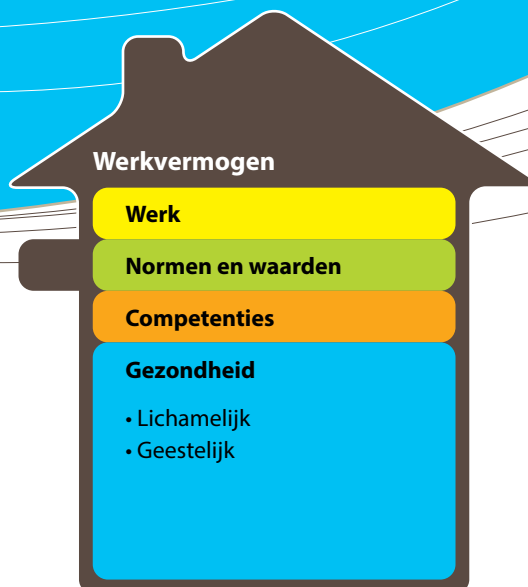 Werkvermogen
Werk
Normen en waarden
Competenties
Gezondheid
• Lichamelijk
• Geestelijk